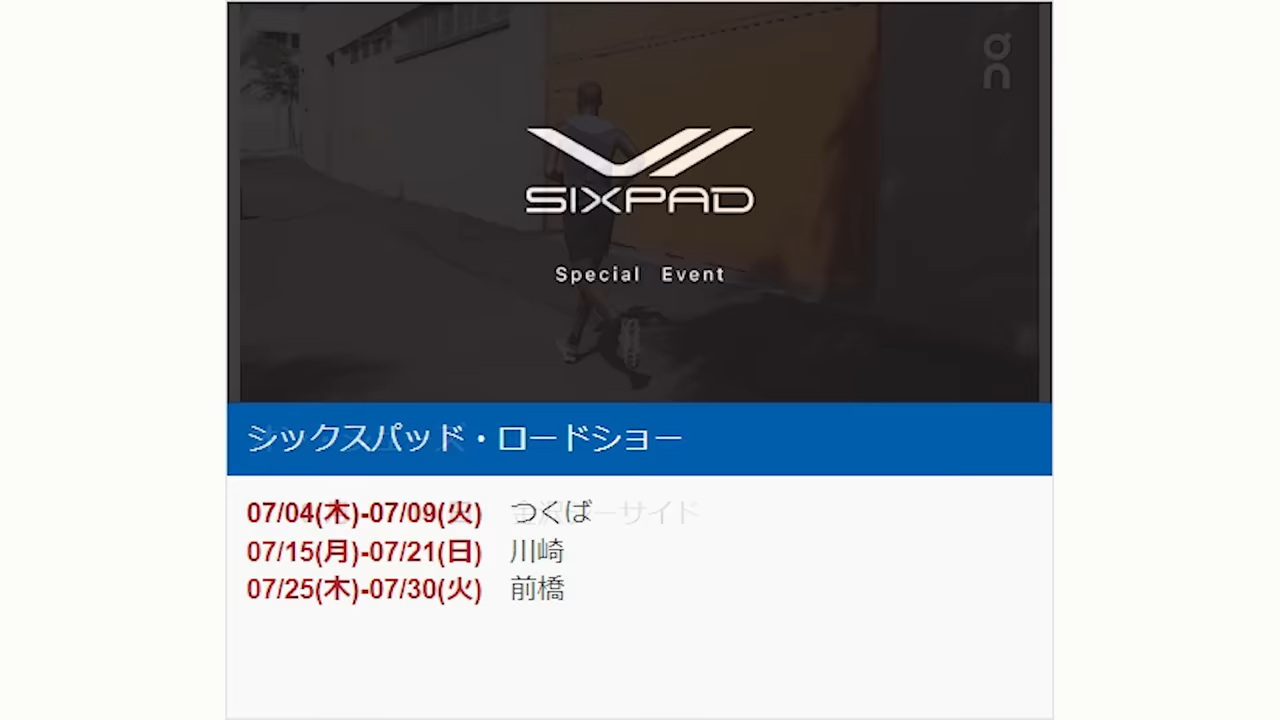 on
SIXPAD
Special Event
シックスパッド・ロードショー
07/04(木)-07/09(火) つくば
07/15(月)-07/21(日) 川崎
07/25(木)-07/30(火) 前橋